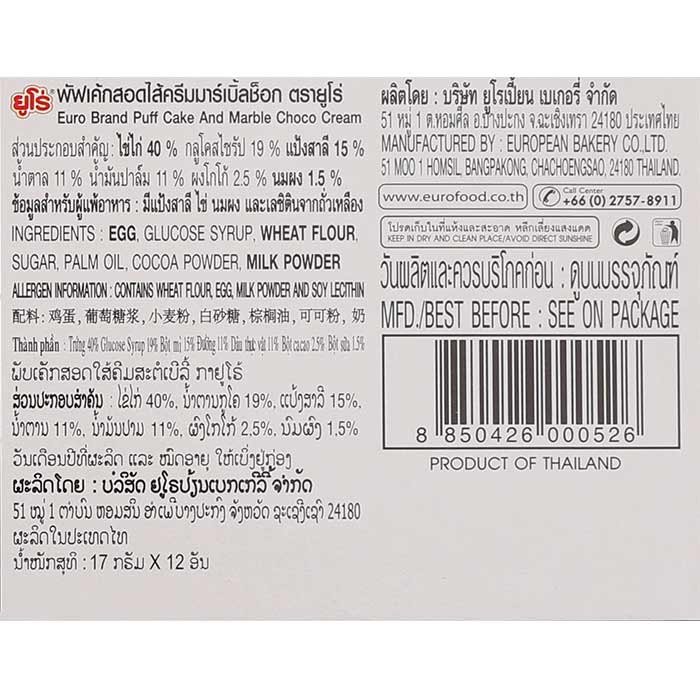 ยูโร่® พัฟเค้กสอดไส้ครีมมาร์เบิ้ลช็อก ตรายูโร่
Euro Brand Puff Cake And Marble Choco Cream
ส่วนประกอบสำคัญ : ไข่ไก่ 40 % กลูโคสไซรัป 19 % แป้งสาลี 15 %
น้ำตาล 11 % น้ำมันปาล์ม 11 % ผงโกโก้ 2.5 % นมผง 1.5 %
ข้อมูลสำหรับผู้แพ้อาหาร : มีแป้งสาลี ไข่ นมผง และเลซิตินจากถั่วเหลือง
INGREDIENTS : EGG, GLUCOSE SYRUP, WHEAT FLOUR,
SUGAR, PALM OIL, COCOA POWDER, MILK POWDER
ALLERGEN INFORMATION : CONTAINS WHEAT FLOUR, EGG, MILK POWDER AND SOY LECITHIN
配料: 鸡蛋, 葡萄糖浆, 小麦粉, 白砂糖, 棕榈油, 可可粉, 奶
Thành phần : Trứng 40% Glucose Syrup 19% Bột mì 15% Đường 11% Dầu thực vật 11% Bột cacao 2.5% Bột sữa 1.5%
ພັບເຄັກສອດໃສ້ຄີມສະຕໍເບີລີ້ ກາຢູໂຣ້
ສ່ວນປະກອບສຳຄັນ : ໄຂ່ໄກ່ 40%, ນ້ຳຕານກູໂຄ 19%, ແປ້ງສາລີ 15%,
ນ້ຳຕານ 11%, ນ້ຳມັນປາມ 11%, ຜົງໂກໂກ້ 2.5%, ນົມຜົງ 1.5%
ວັນເດືອນປີທີ່ຜະລິດ ແລະ ໝົດອາຍຸ ໃຫ້ເບິ່ງຢູ່ກ່ອງ
ຜະລິດໂດຍ : ບໍລິສັດ ຢູໂຣປ້ຽນເບກເກີລີ້ ຈຳກັດ
51 ໝູ່ 1 ຕຳບົນ ຫອມສິນ ອຳເພີບາງປະກົງ ຈັງຫວັດ ຊະເຊີງເຊົາ 24180
ຜະລິດໃນປະເທດໄທ
ນ້ຳໜັກສຸທິ : 17 ກຣັມ X 12 ອັນ
ผลิตโดย : บริษัท ยูโรเปี้ยน เบเกอรี่ จำกัด
51 หมู่ 1 ต.หอมศีล อ.บางปะกง จ.ฉะเชิงเทรา 24180 ประเทศไทย
MANUFACTURED BY : EUROPEAN BAKERY CO.,LTD.
51 MOO 1 HOMSIL, BANGPAKONG, CHACHOENGSAO, 24180 THAILAND.
www.eurofood.co.th
Call Center
+66 (0) 2757-8911
โปรดเก็บในที่แห้งและสะอาด หลีกเลี่ยงแสงแดด
KEEP IN DRY AND CLEAN PLACE/AVOID DIRECT SUNSHINE
วันผลิตและควรบริโภคก่อน : ดูบนบรรจุภัณฑ์
MFD./BEST BEFORE : SEE ON PACKAGE
8 850426 000526
PRODUCT OF THAILAND